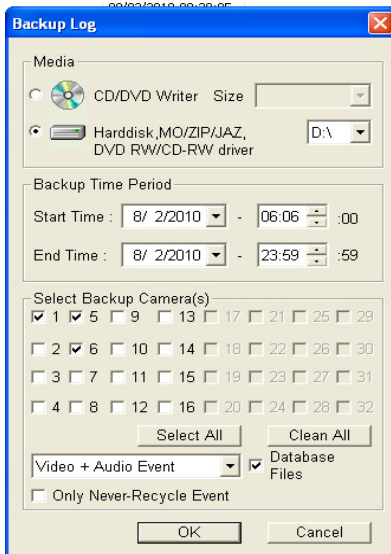 Backup Log
Media
CD/DVD Writer Size
Harddisk,MO/ZIP/JAZ, D:\
DVD RW/CD-RW driver
Backup Time Period
Start Time : 8/ 2/2010 - 06:06 :00
End Time : 8/ 2/2010 - 23:59 :59
Select Backup Camera(s)
1 5 9 13 17 21 25 29
2 6 10 14 18 22 26 30
3 7 11 15 19 23 27 31
4 8 12 16 20 24 28 32
Select All Clean All
Video + Audio Event Database
Files
Only Never-Recycle Event
OK Cancel